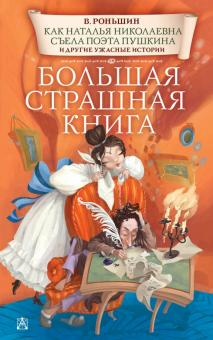 В. РОНЬШИН
КАК НАТАЛЬЯ НИКОЛАЕВНА
СЪЕЛА ПОЭТА ПУШКИНА
И ДРУГИЕ УЖАСНЫЕ ИСТОРИИ
БОЛЬШАЯ
СТРАШНАЯ
КНИГА